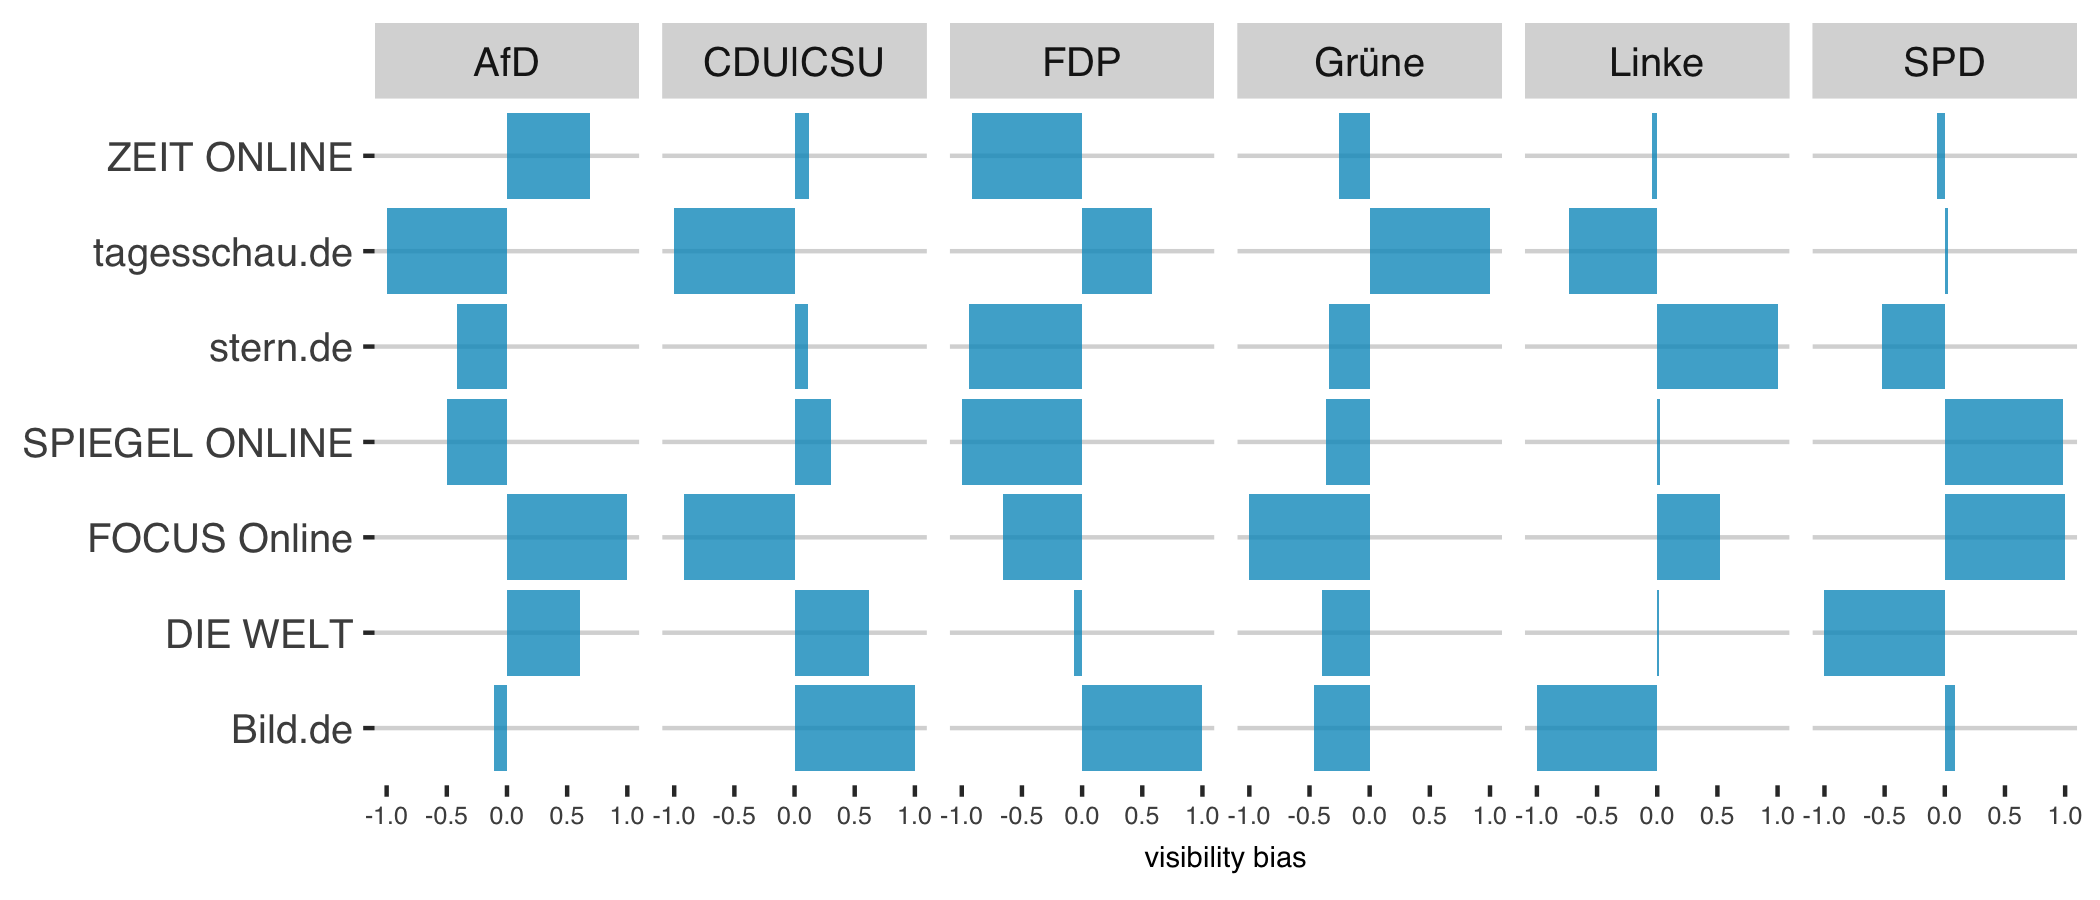 AfD CDU|CSU FDP Grüne Linke SPD
ZEIT ONLINE
tagesschau.de
stern.de
SPIEGEL ONLINE
FOCUS Online
DIE WELT
Bild.de
-1.0 -0.5 0.0 0.5 1.0 -1.0 -0.5 0.0 0.5 1.0 -1.0 -0.5 0.0 0.5 1.0 -1.0 -0.5 0.0 0.5 1.0 -1.0 -0.5 0.0 0.5 1.0 -1.0 -0.5 0.0 0.5 1.0
visibility bias